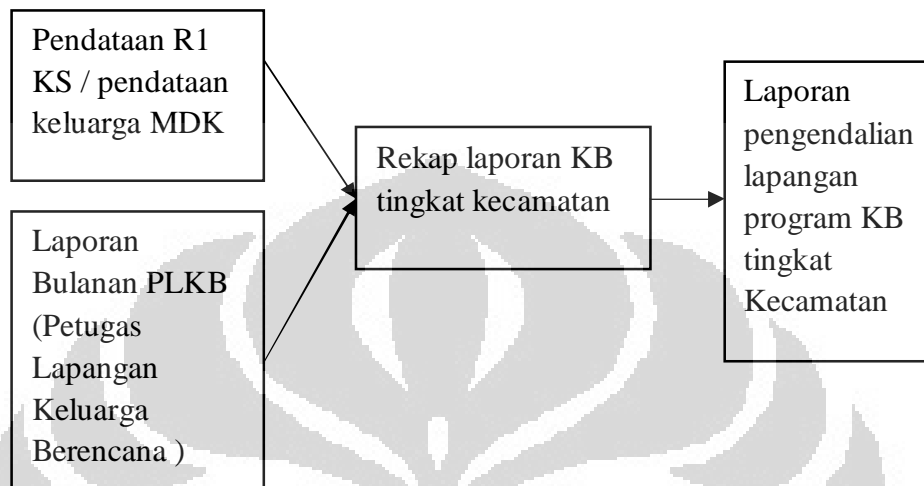 Pendataan R1
KS / pendataan
keluarga MDK
Laporan
Bulanan PLKB
(Petugas
Lapangan
Keluarga
Berencana )
Rekap laporan KB
tingkat kecamatan
Laporan
pengendalian
lapangan
program KB
tingkat
Kecamatan